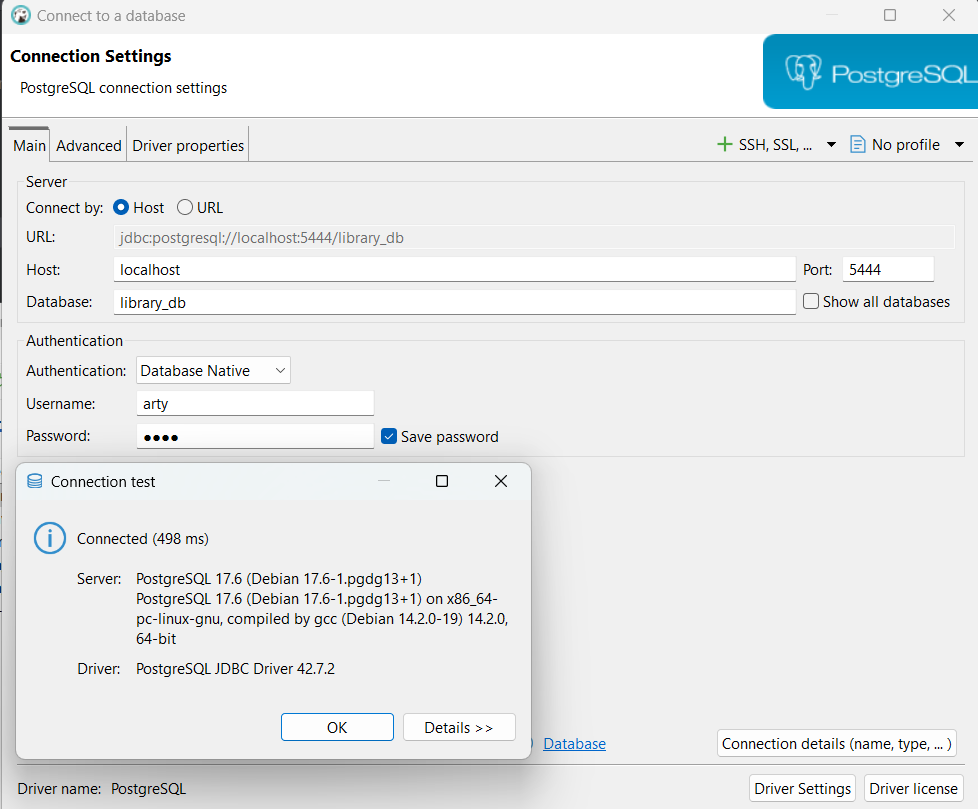 Connect to a database
Connection Settings
PostgreSQL connection settings
PostgreSQL
Main Advanced Driver properties
SSH, SSL, ... No profile
Server
Connect by: Host URL
URL: jdbc:postgresql://localhost:5444/library_db
Host: localhost Port: 5444
Database: library_db Show all databases
Authentication
Authentication: Database Native
Username: arty
Password: ●●●● Save password
Connection test
Connected (498 ms)
Server: PostgreSQL 17.6 (Debian 17.6-1.pgdg13+1)
PostgreSQL 17.6 (Debian 17.6-1.pgdg13+1) on x86_64-
pc-linux-gnu, compiled by gcc (Debian 14.2.0-19) 14.2.0,
64-bit
Driver: PostgreSQL JDBC Driver 42.7.2
OK Details >>
Database Connection details (name, type, ... )
Driver name: PostgreSQL Driver Settings Driver license